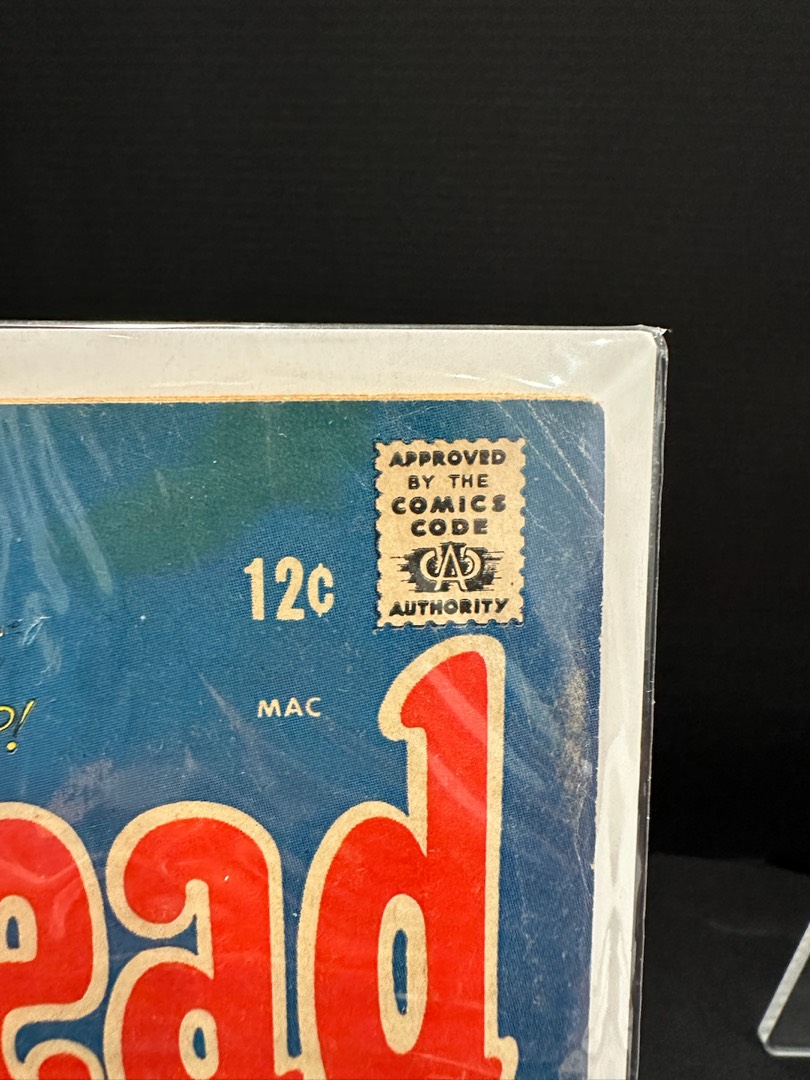 APPROVED
BY THE
COMICS
CODE
CA
AUTHORITY
12¢
MAC
!
ead